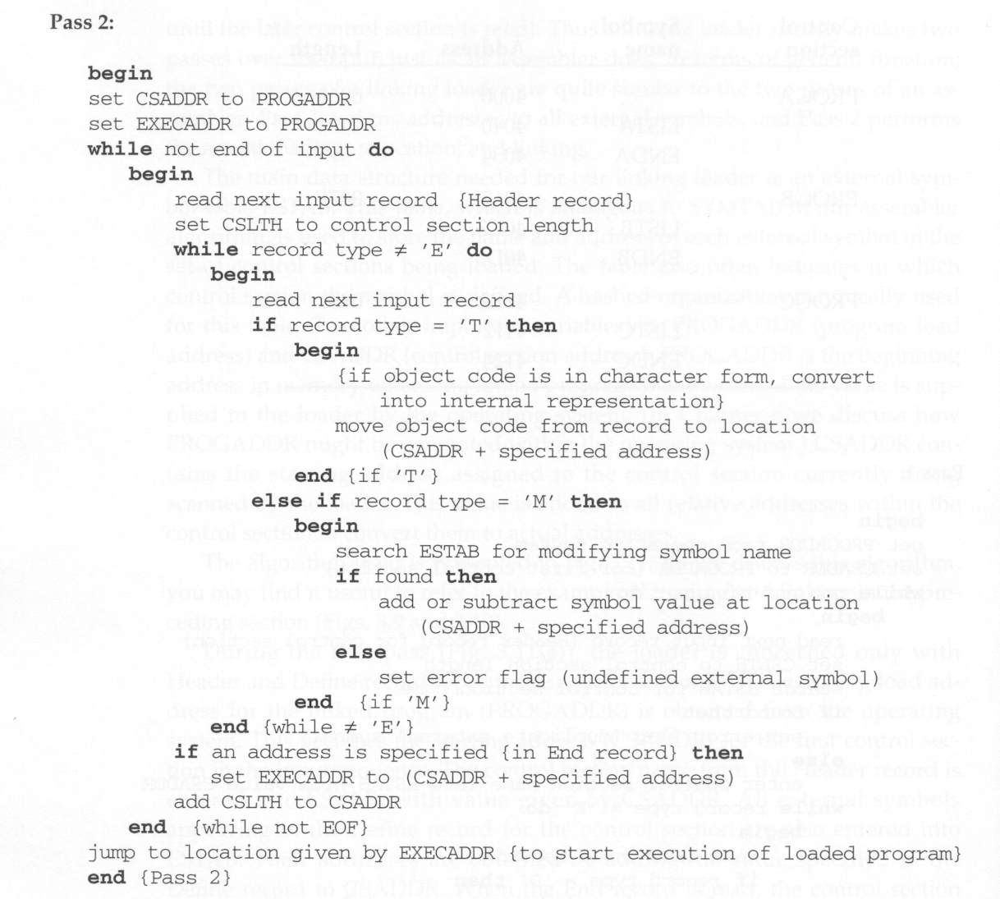 Pass 2:
begin
set CSADDR to PROGADDR
set EXECADDR to PROGADDR
while not end of input do
begin
read next input record {Header record}
set CSLTH to control section length
while record type ≠ 'E' do
begin
read next input record
if record type = 'T' then
begin
{if object code is in character form, convert
into internal representation}
move object code from record to location
(CSADDR + specified address)
end {if 'T'}
else if record type = 'M' then
begin
search ESTAB for modifying symbol name
if found then
add or subtract symbol value at location
(CSADDR + specified address)
else
set error flag (undefined external symbol)
end {if 'M'}
end {while ≠ 'E'}
if an address is specified {in End record} then
set EXECADDR to (CSADDR + specified address)
add CSLTH to CSADDR
end {while not EOF}
jump to location given by EXECADDR {to start execution of loaded program}
end {Pass 2}